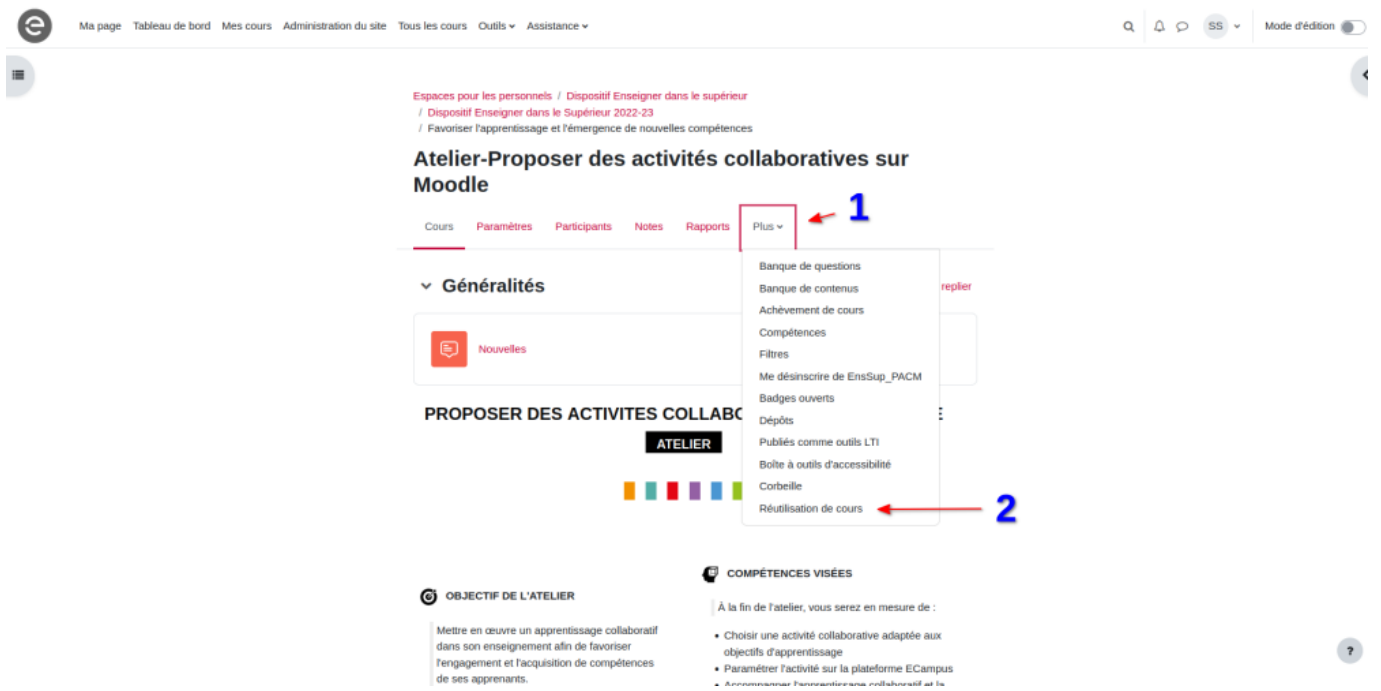 e
Ma page Tableau de bord Mes cours Administration du site Tous les cours Outils Assistance
SS
Mode d'édition
Espaces pour les personnels / Dispositif Enseigner dans le supérieur
/ Dispositif Enseigner dans le Supérieur 2022-23
/ Favoriser l'apprentissage et l'émergence de nouvelles compétences
Atelier-Proposer des activités collaboratives sur
Moodle
1
Cours Paramètres Participants Notes Rapports Plus
Banque de questions
Généralités
Banque de contenus
replier
Achèvement de cours
Compétences
Nouvelles
Filtres
Me désinscrire de EnsSup_PACM
Badges ouverts
PROPOSER DES ACTIVITES COLLABO
Dépôts
ATELIER
Publiés comme outils LTI
Boîte à outils d'accessibilité
Corbeille
Réutilisation de cours
2
COMPÉTENCES VISÉES
OBJECTIF DE L'ATELIER
À la fin de l'atelier, vous serez en mesure de :
Mettre en œuvre un apprentissage collaboratif
dans son enseignement afin de favoriser
l'engagement et l'acquisition de compétences
de ses apprenants.
• Choisir une activité collaborative adaptée aux
objectifs d'apprentissage
• Paramétrer l'activité sur la plateforme ECampus
• Accompagner l'apprentissage collaboratif et la
?